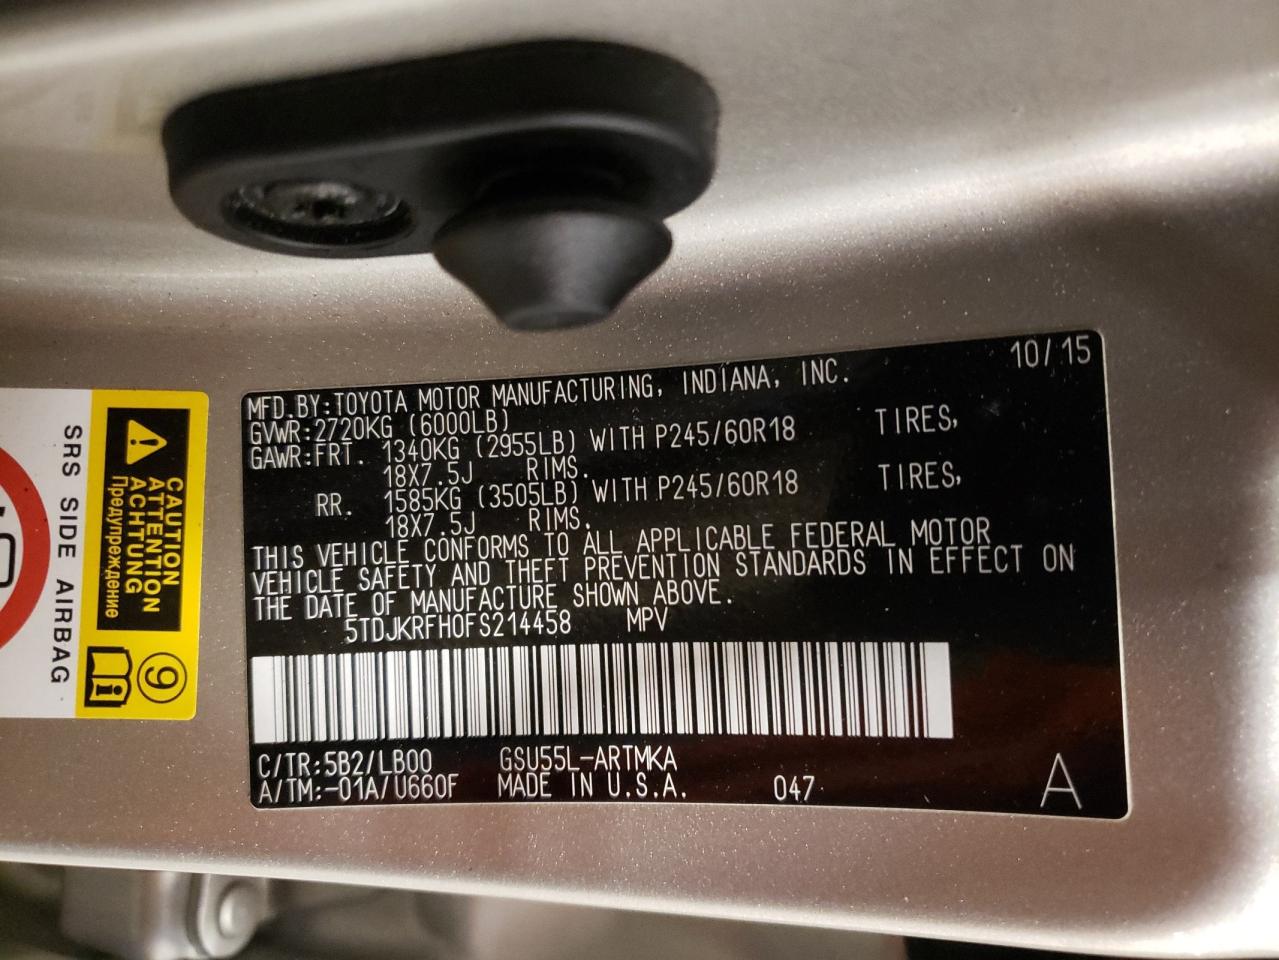 MFD.BY:TOYOTA MOTOR MANUFACTURING, INDIANA, INC. 10/15
GVWR:2720KG (6000LB)
GAWR:FRT. 1340KG (2955LB) WITH P245/60R18 TIRES,
18X7.5J RIMS.
RR. 1585KG (3505LB) WITH P245/60R18 TIRES,
18X7.5J RIMS.
THIS VEHICLE CONFORMS TO ALL APPLICABLE FEDERAL MOTOR
VEHICLE SAFETY AND THEFT PREVENTION STANDARDS IN EFFECT ON
THE DATE OF MANUFACTURE SHOWN ABOVE.
5TDJKRFH0FS214458 MPV
C/TR:5B2/LB00 GSU55L-ARTMKA
A/TM:-01A/U660F MADE IN U.S.A. 047 A
CAUTION
ATTENTION
ACHTUNG
Предупреждение
9
i
SRS SIDE AIRBAG